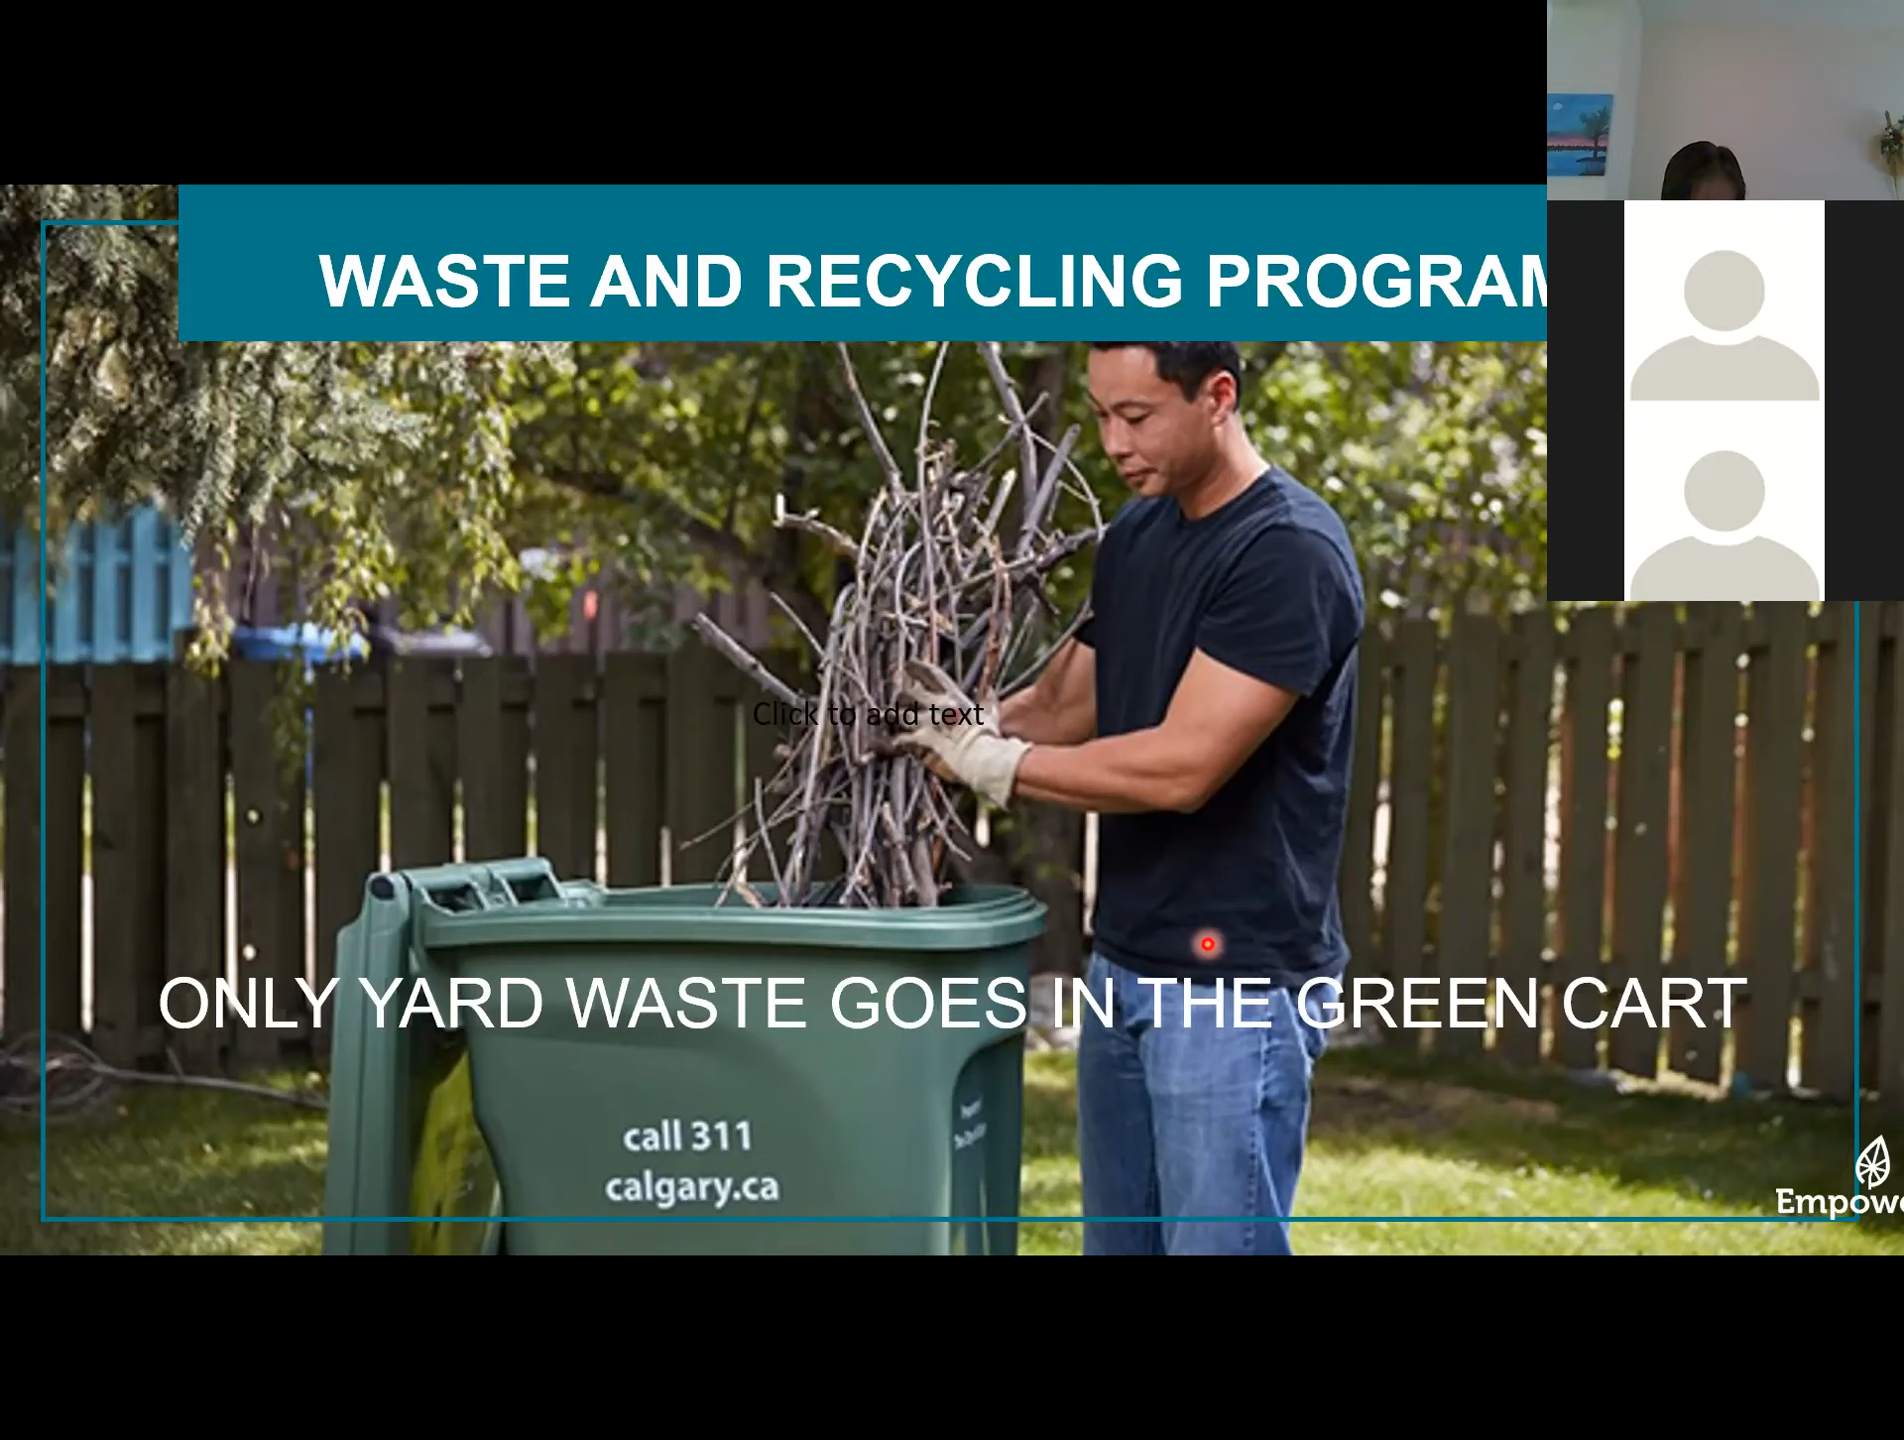 WASTE AND RECYCLING PROGRAM
Click to add text
ONLY YARD WASTE GOES IN THE GREEN CART
call 311
calgary.ca
Empowe